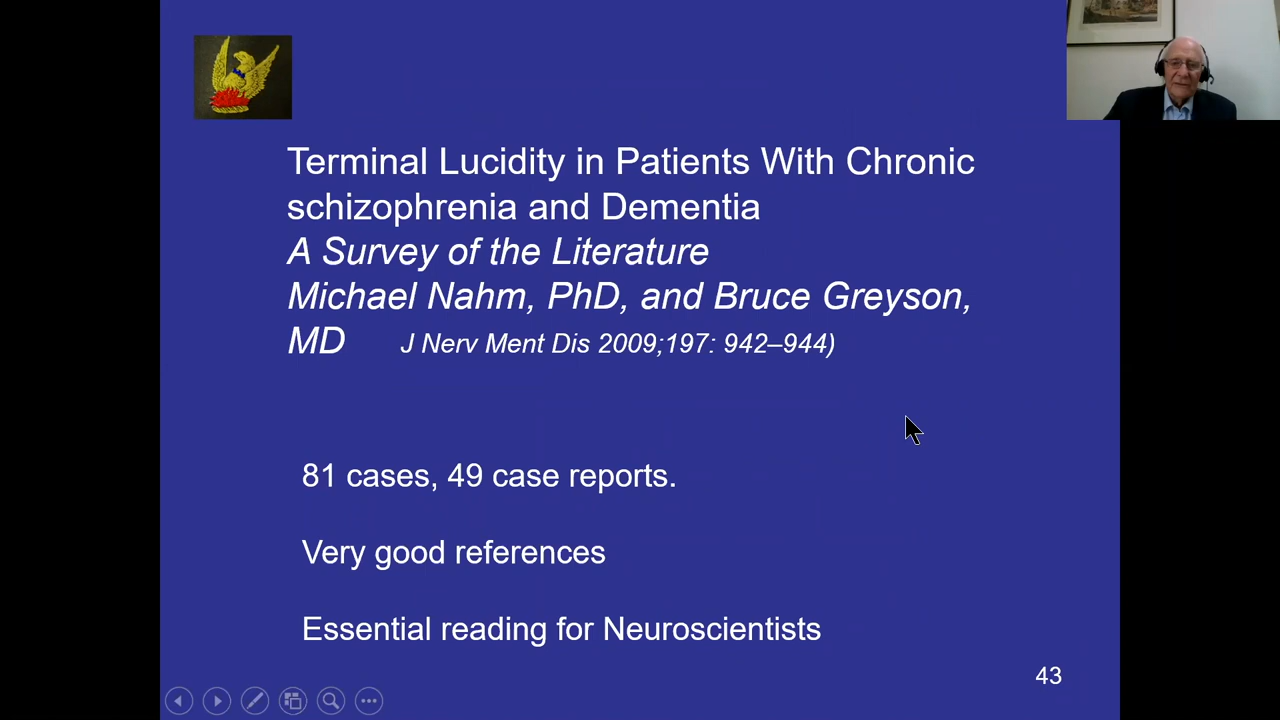 Terminal Lucidity in Patients With Chronic
schizophrenia and Dementia
A Survey of the Literature
Michael Nahm, PhD, and Bruce Greyson,
MD J Nerv Ment Dis 2009;197: 942–944)
81 cases, 49 case reports.
Very good references
Essential reading for Neuroscientists
43